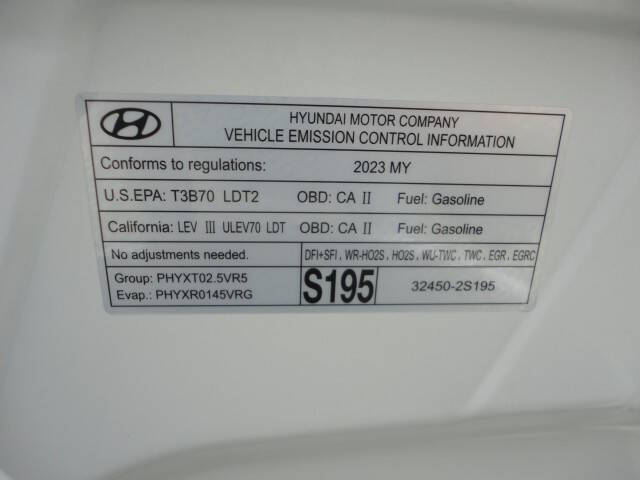 HYUNDAI MOTOR COMPANY
VEHICLE EMISSION CONTROL INFORMATION
Conforms to regulations: 2023 MY
U.S.EPA: T3B70 LDT2 OBD: CA II Fuel: Gasoline
California: LEV III ULEV70 LDT OBD: CA II Fuel: Gasoline
No adjustments needed. DFI+SFI, WR-HO2S, HO2S, WU-TWC, TWC, EGR, EGRC
Group: PHYXT02.5VR5
Evap.: PHYXR0145VRG
S195 32450-2S195